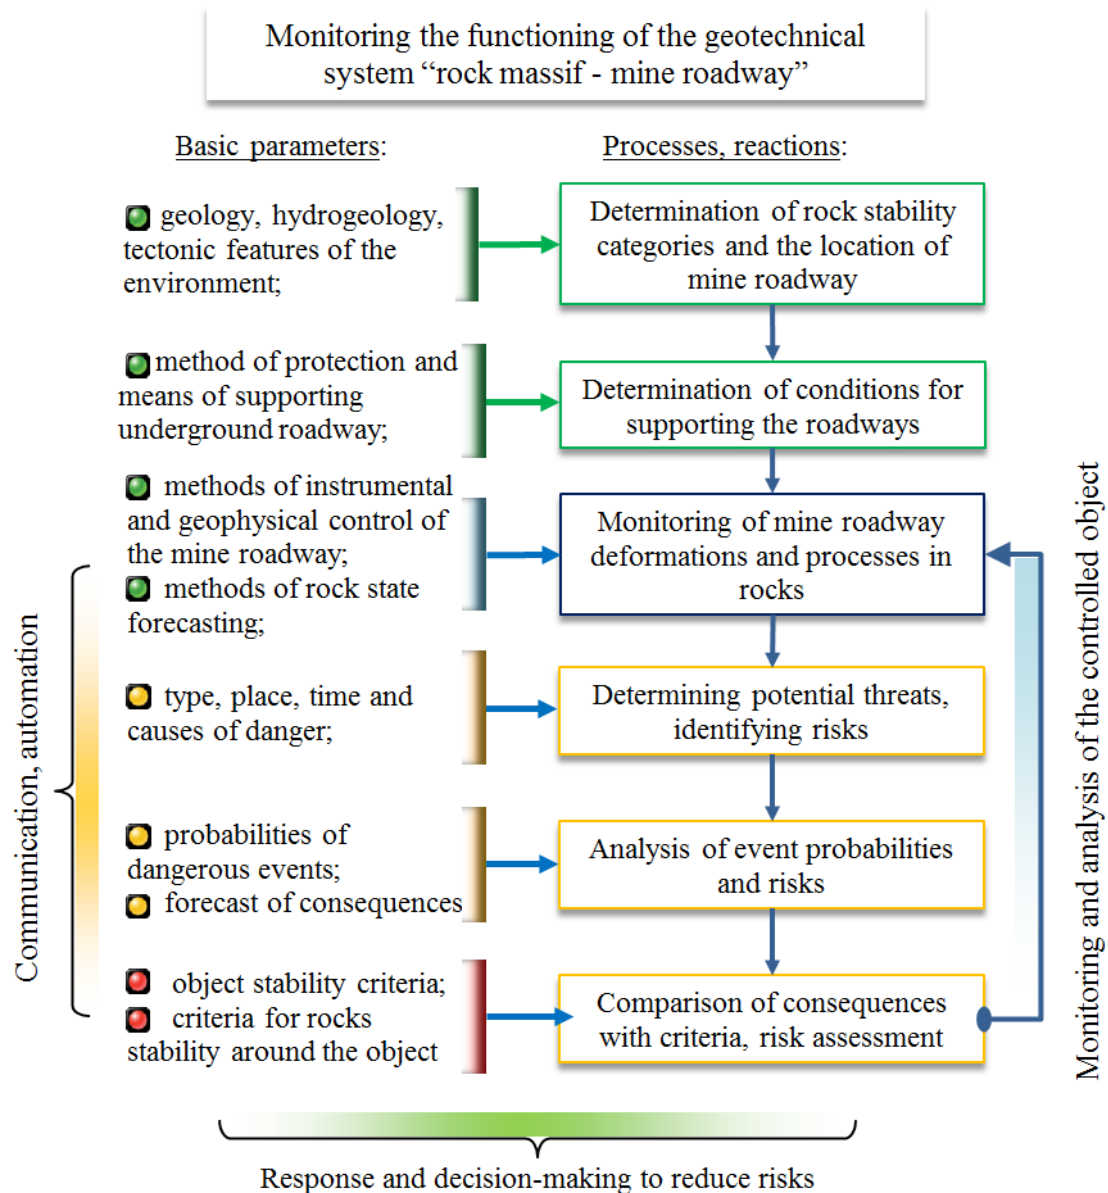 Monitoring the functioning of the geotechnical
system “rock massif - mine roadway”
Basic parameters:
Processes, reactions:
geology, hydrogeology,
tectonic features of the
environment;
Determination of rock stability
categories and the location of
mine roadway
method of protection and
means of supporting
underground roadway;
Determination of conditions for
supporting the roadways
methods of instrumental
and geophysical control of
the mine roadway;
methods of rock state
forecasting;
Monitoring of mine roadway
deformations and processes in
rocks
type, place, time and
causes of danger;
Determining potential threats,
identifying risks
probabilities of
dangerous events;
forecast of consequences
Analysis of event probabilities
and risks
object stability criteria;
criteria for rocks
stability around the object
Comparison of consequences
with criteria, risk assessment
Communication, automation
Monitoring and analysis of the controlled object
Response and decision-making to reduce risks